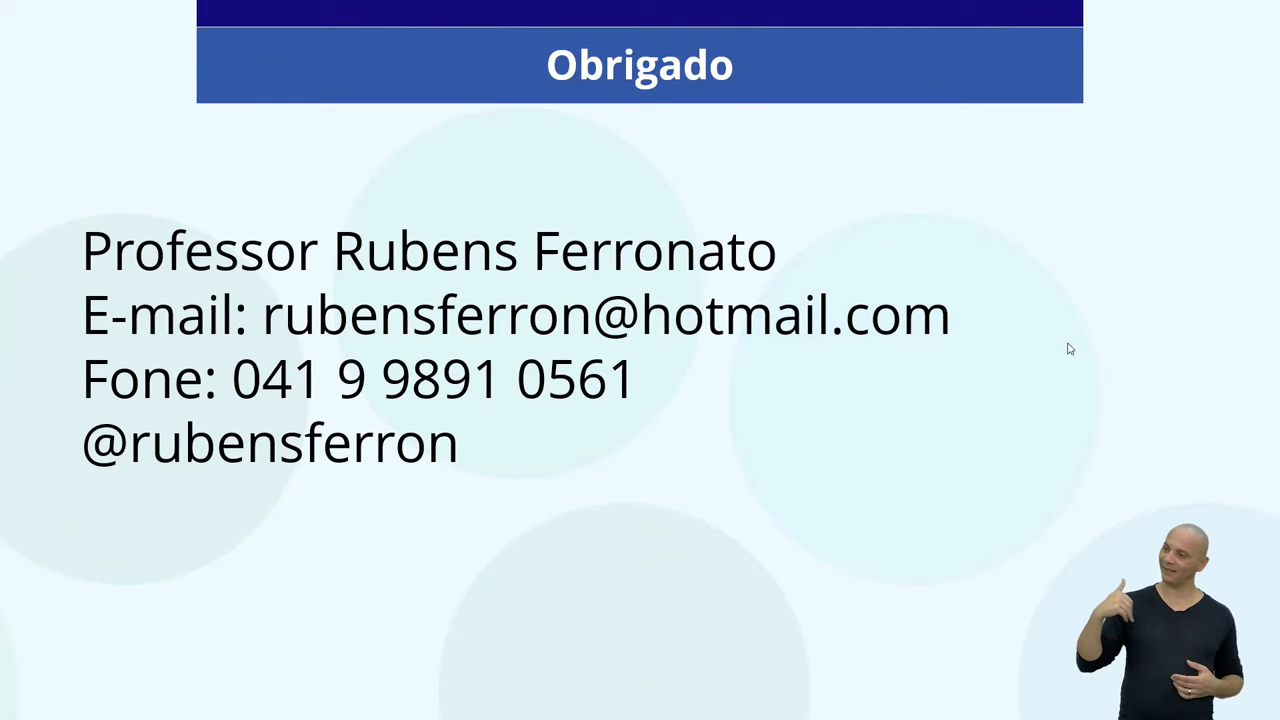 Obrigado
Professor Rubens Ferronato
E-mail: rubensferron@hotmail.com
Fone: 041 9 9891 0561
@rubensferron